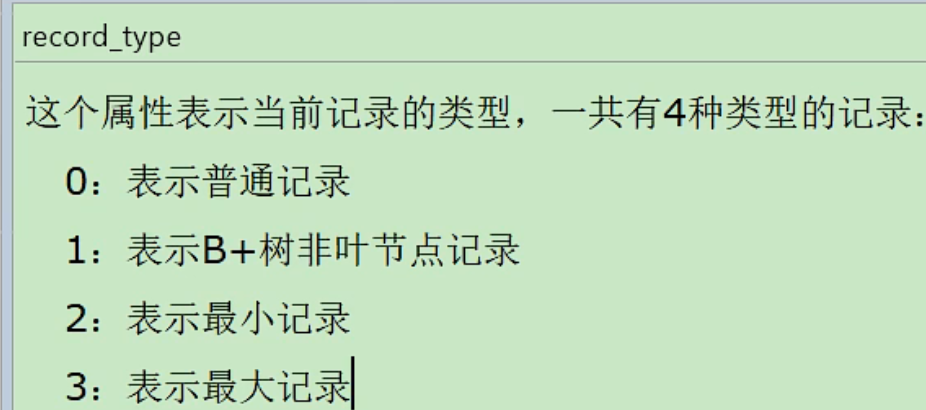 record_type
这个属性表示当前记录的类型，一共有4种类型的记录：
0：表示普通记录
1：表示B+树非叶节点记录
2：表示最小记录
3：表示最大记录